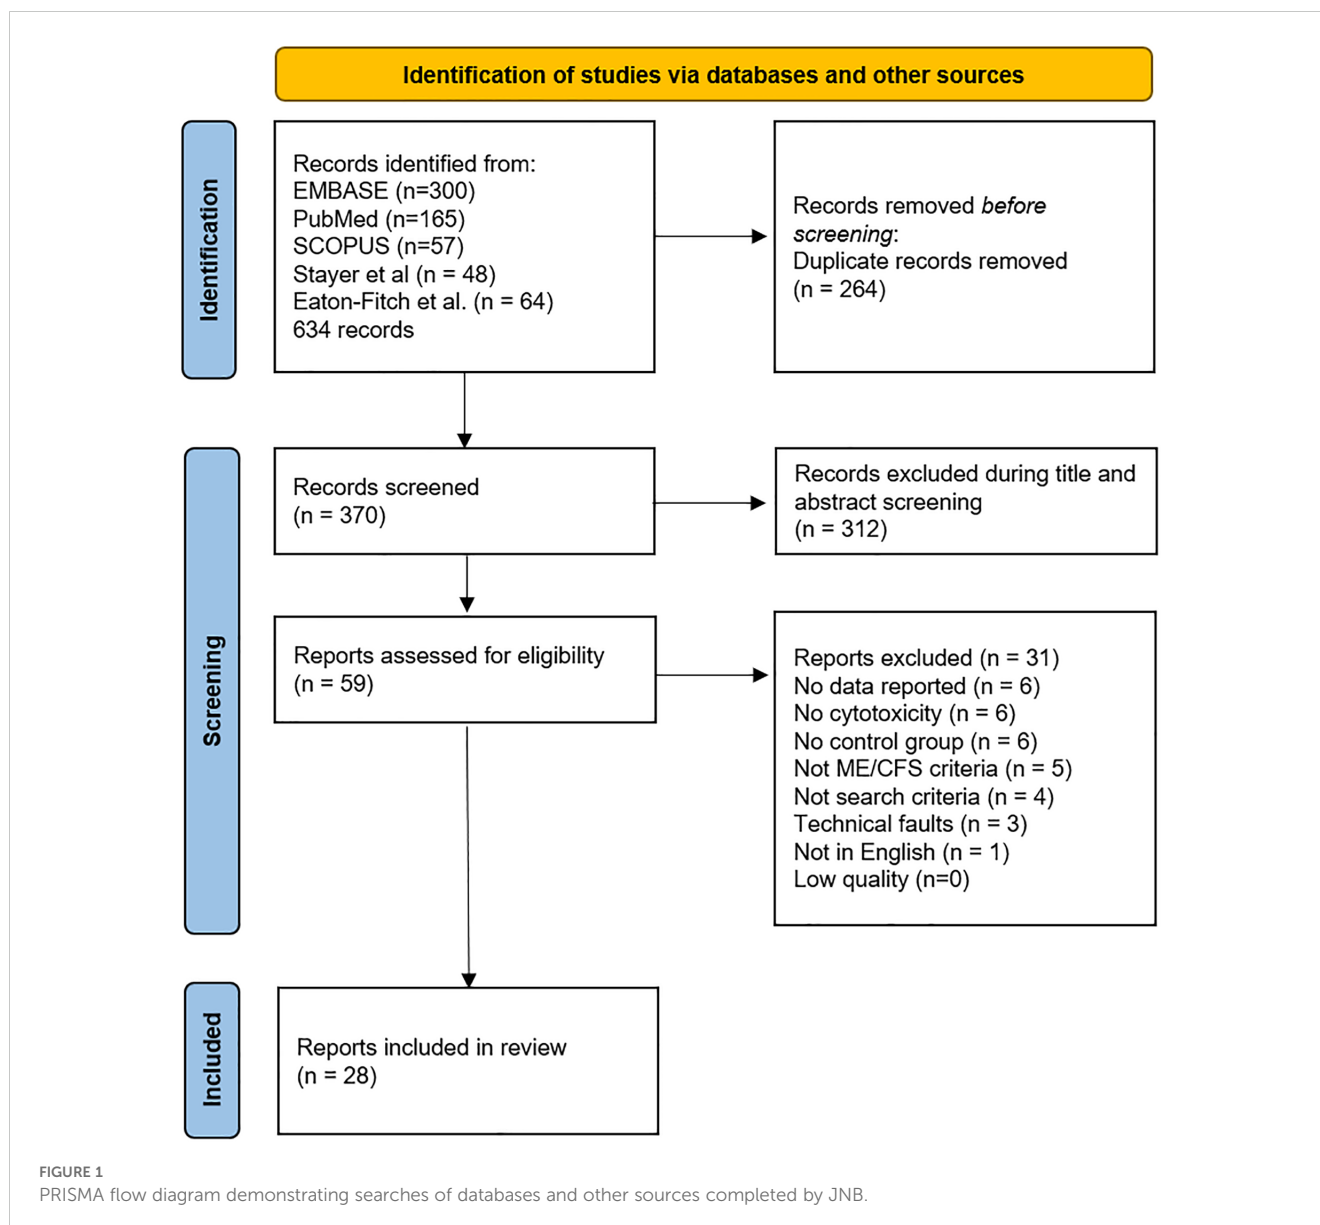 Identification of studies via databases and other sources
Identification
Records identified from:
EMBASE (n=300)
PubMed (n=165)
SCOPUS (n=57)
Stayer et al (n = 48)
Eaton-Fitch et al. (n = 64)
634 records
Records removed before
screening:
Duplicate records removed
(n = 264)
Screening
Records screened
(n = 370)
Records excluded during title and
abstract screening
(n = 312)
Reports assessed for eligibility
(n = 59)
Reports excluded (n = 31)
No data reported (n = 6)
No cytotoxicity (n = 6)
No control group (n = 6)
Not ME/CFS criteria (n = 5)
Not search criteria (n = 4)
Technical faults (n = 3)
Not in English (n = 1)
Low quality (n=0)
Included
Reports included in review
(n = 28)
FIGURE 1
PRISMA flow diagram demonstrating searches of databases and other sources completed by JNB.